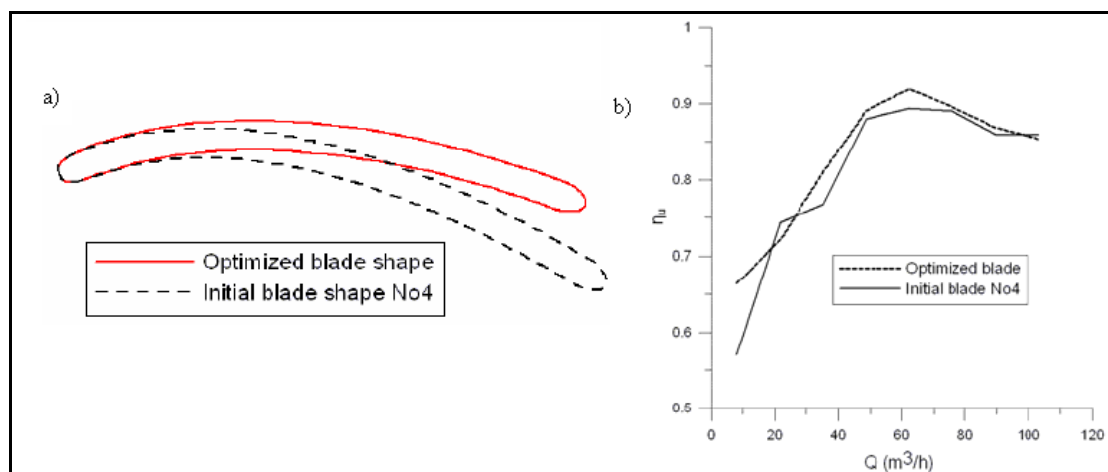 a)
Optimized blade shape
Initial blade shape No4
b)
1
0.9
0.8
0.7
0.6
0.5
ηu
Optimized blade
Initial blade No4
0 20 40 60 80 100 120
Q (m³/h)